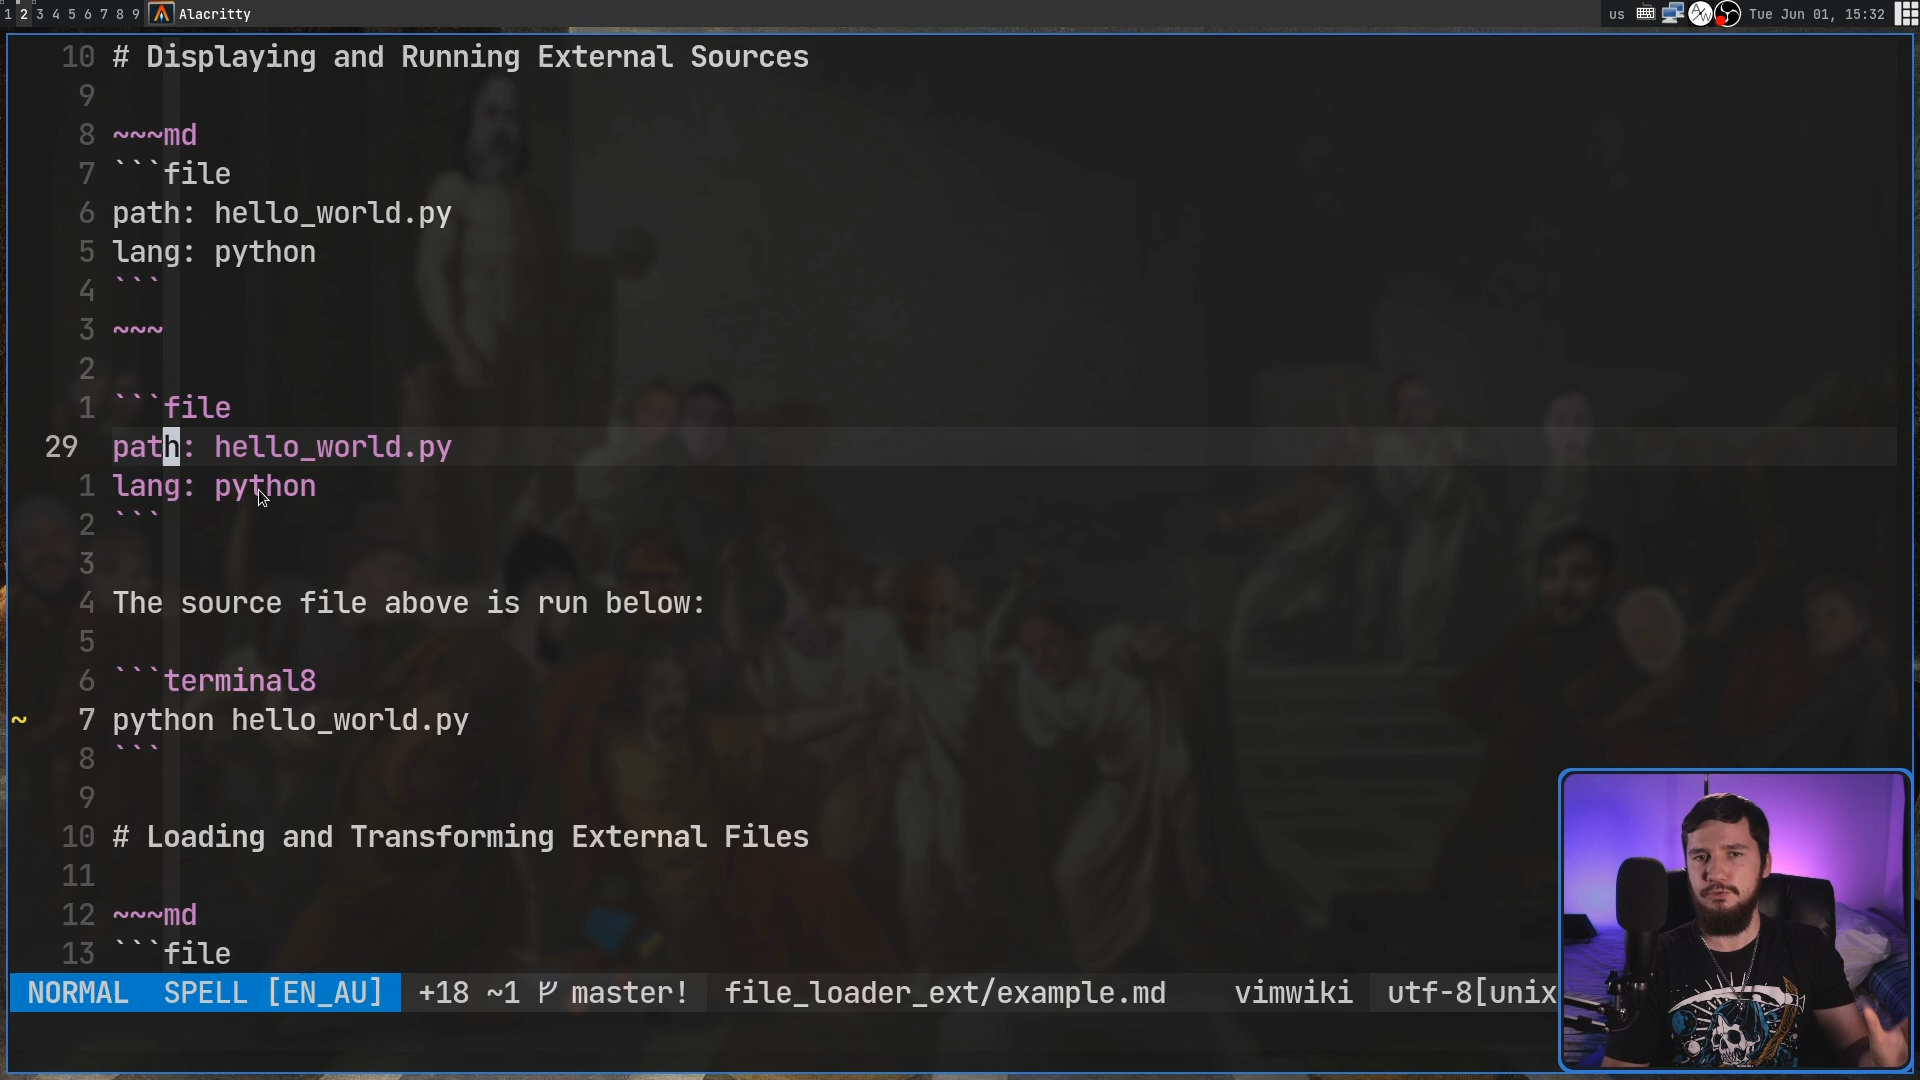 1 2 3 4 5 6 7 8 9 Alacritty us Tue Jun 01, 15:32
10 # Displaying and Running External Sources
9
8 ~~~md
7 ```file
6 path: hello_world.py
5 lang: python
4 ```
3 ~~~
2
1 ```file
29 path: hello_world.py
1 lang: python
2 ```
3
4 The source file above is run below:
5
6 ```terminal8
~ 7 python hello_world.py
8 ```
9
10 # Loading and Transforming External Files
11
12 ~~~md
13 ```file
NORMAL SPELL [EN_AU] +18 ~1 master! file_loader_ext/example.md vimwiki utf-8[unix